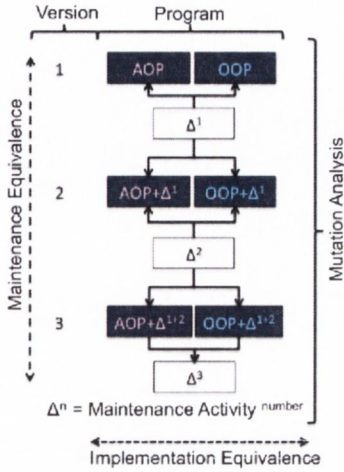 Version Program
1 AOP OOP
Δ¹
2 AOP+Δ¹ OOP+Δ¹
Δ²
3 AOP+Δ¹⁺² OOP+Δ¹⁺²
Δ³
Δⁿ = Maintenance Activity ⁿᵘᵐᵇᵉʳ
Implementation Equivalence
Maintenance Equivalence
Mutation Analysis